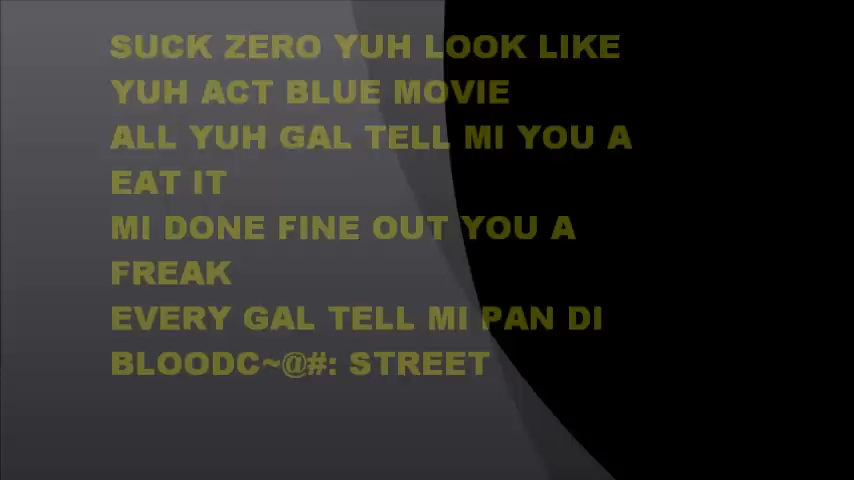 SUCK ZERO YUH LOOK LIKE
YUH ACT BLUE MOVIE
ALL YUH GAL TELL MI YOU A
EAT IT
MI DONE FINE OUT YOU A
FREAK
EVERY GAL TELL MI PAN DI
BLOODC~@#: STREET